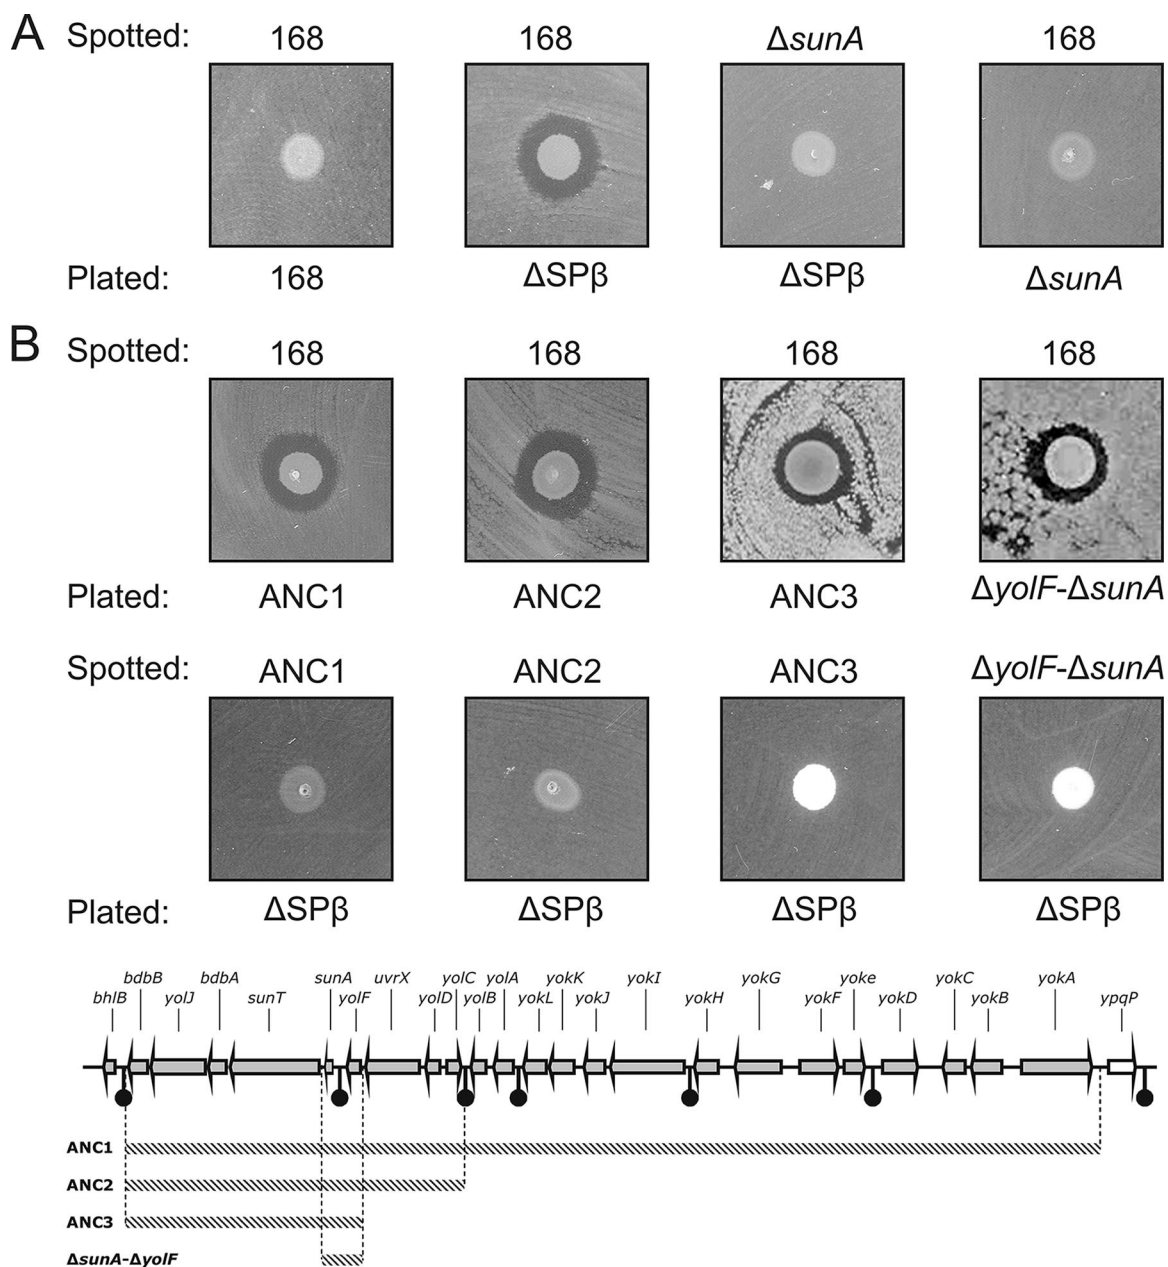 A Spotted: 168 168 ΔsunA 168
Plated: 168 ΔSPβ ΔSPβ ΔsunA
B Spotted: 168 168 168 168
Plated: ANC1 ANC2 ANC3 ΔyolF-ΔsunA
Spotted: ANC1 ANC2 ANC3 ΔyolF-ΔsunA
Plated: ΔSPβ ΔSPβ ΔSPβ ΔSPβ
bdbB bdbA sunA uvrX yolC yolA yokK yokI yokG yoke yokC yokA
bhlB yolJ sunT yolF yolD yolB yokL yokJ yokH yokF yokD yokB ypqP
ANC1
ANC2
ANC3
ΔsunA-ΔyolF